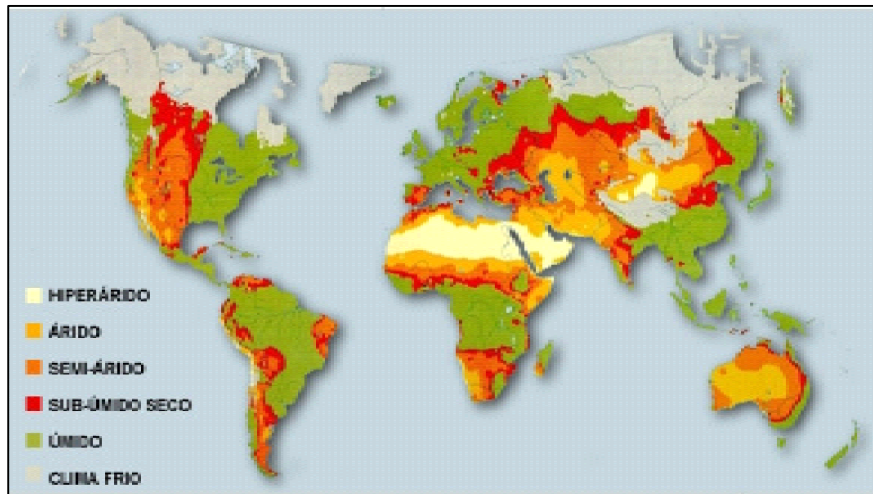 HIPERÁRIDO
ÁRIDO
SEMI-ÁRIDO
SUB-ÚMIDO SECO
ÚMIDO
CLIMA FRIO